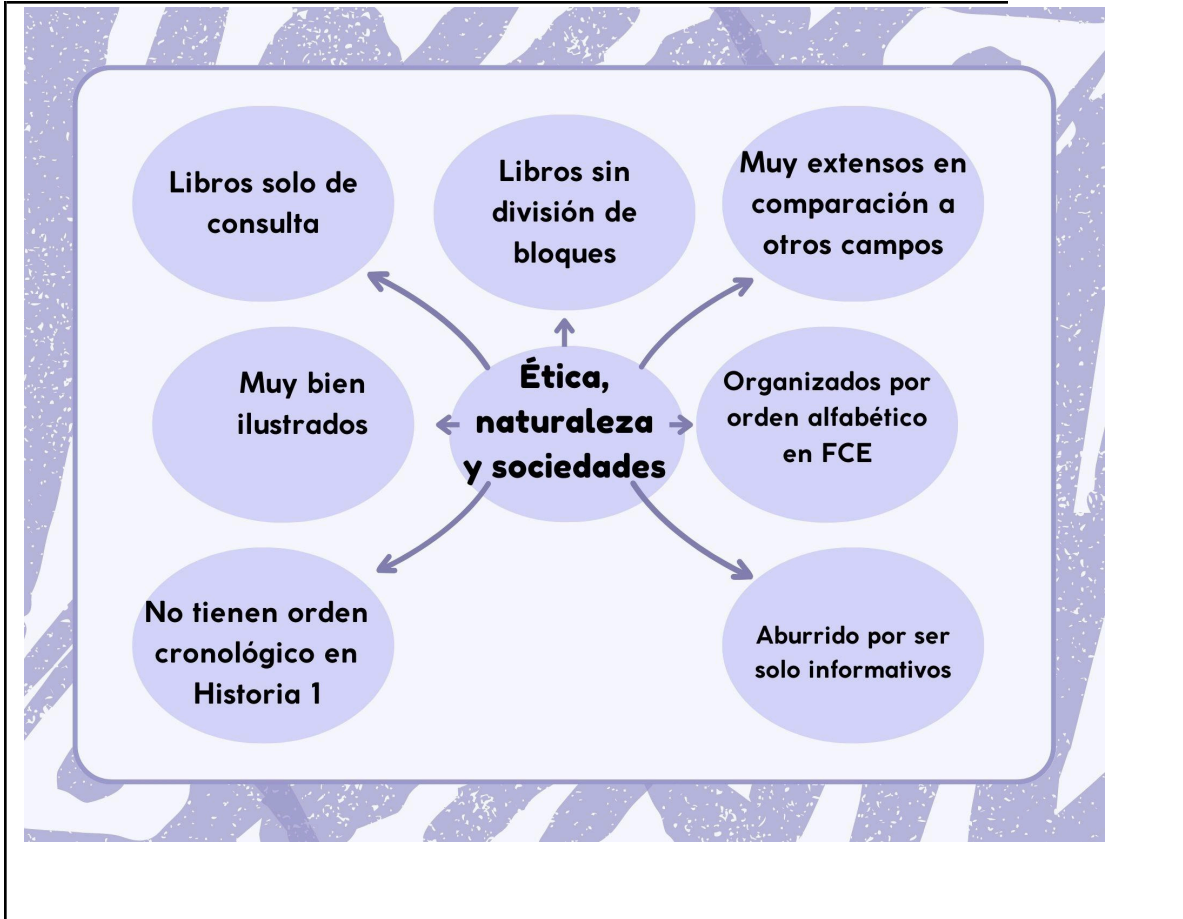 Libros solo de
consulta
Libros sin
división de
bloques
Muy extensos en
comparación a
otros campos
Muy bien
ilustrados
Ética,
naturaleza
y sociedades
Organizados por
orden alfabético
en FCE
No tienen orden
cronológico en
Historia 1
Aburrido por ser
solo informativos